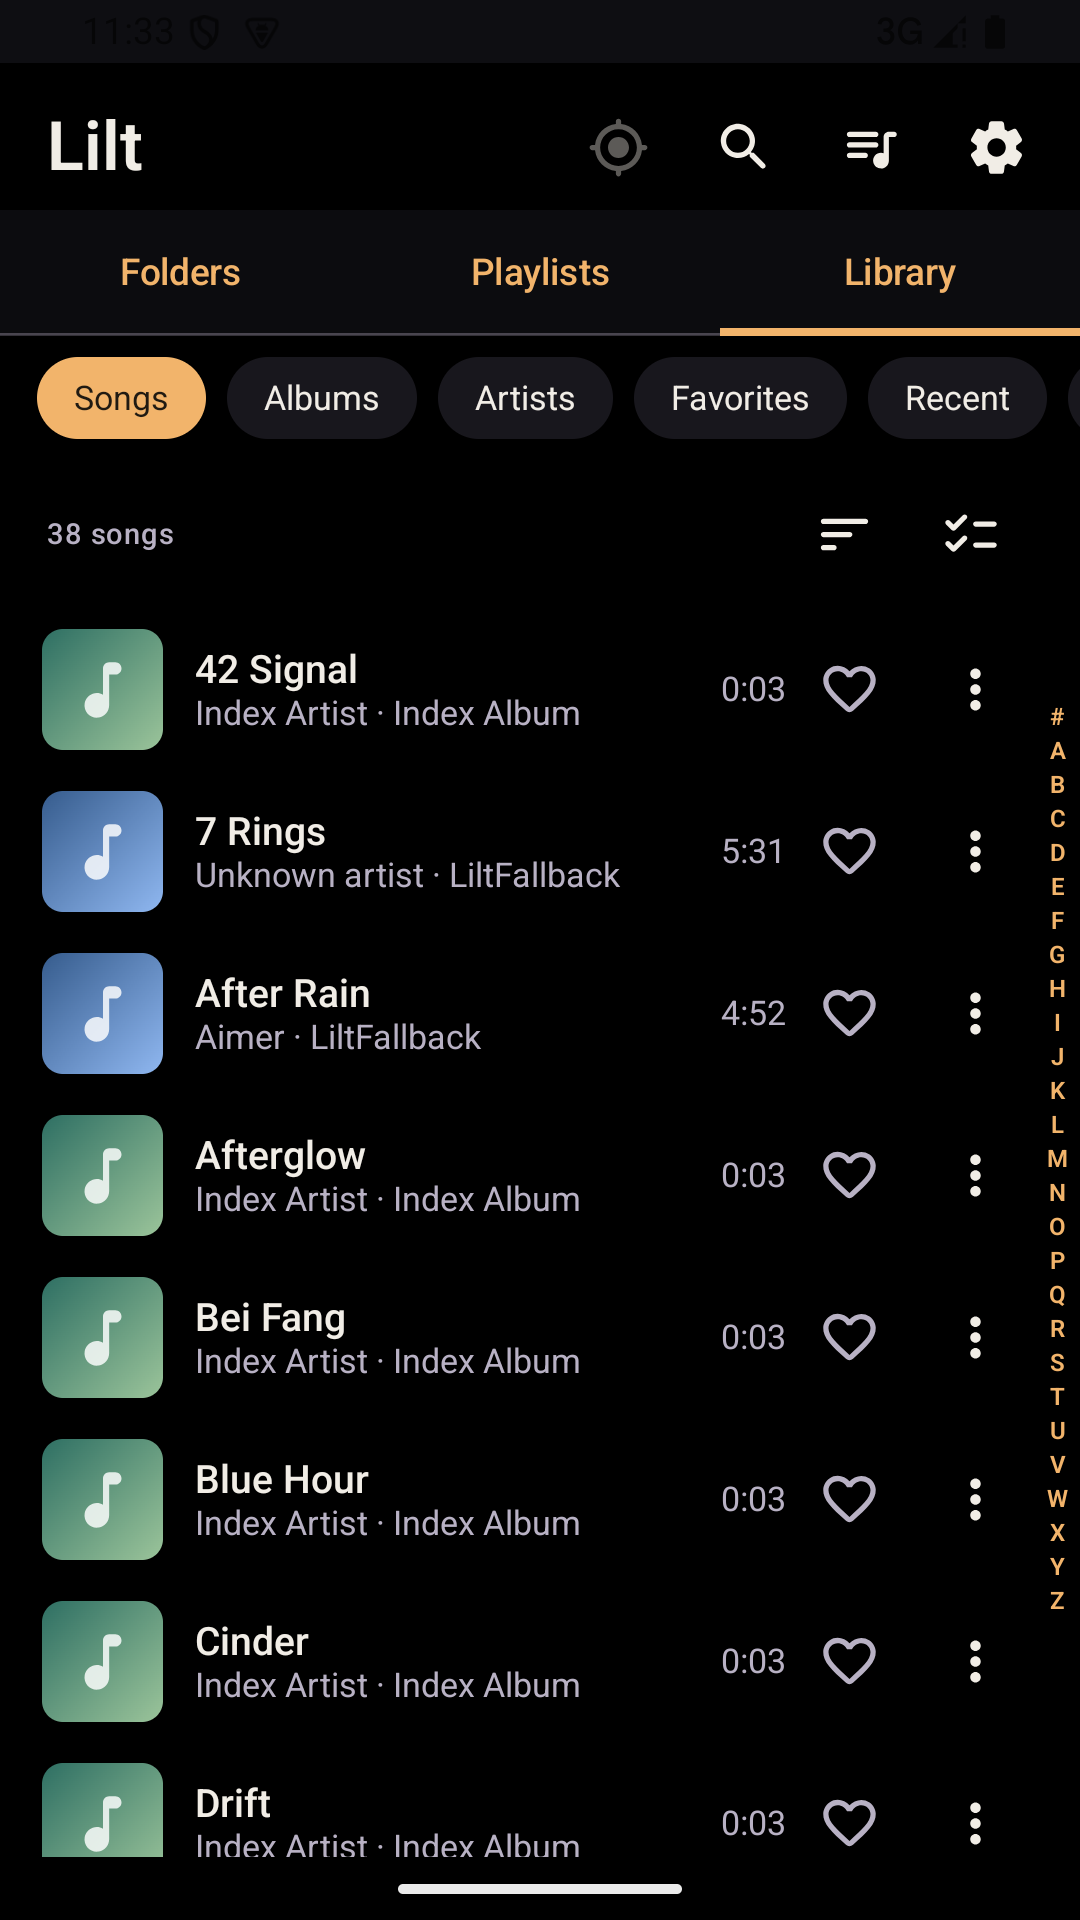 11:33
3G
Lilt
Folders Playlists Library
Songs Albums Artists Favorites Recent
38 songs
42 Signal
Index Artist · Index Album
0:03
7 Rings
Unknown artist · LiltFallback
5:31
After Rain
Aimer · LiltFallback
4:52
Afterglow
Index Artist · Index Album
0:03
Bei Fang
Index Artist · Index Album
0:03
Blue Hour
Index Artist · Index Album
0:03
Cinder
Index Artist · Index Album
0:03
Drift
Index Artist · Index Album
0:03
#
A
B
C
D
E
F
G
H
I
J
K
L
M
N
O
P
Q
R
S
T
U
V
W
X
Y
Z